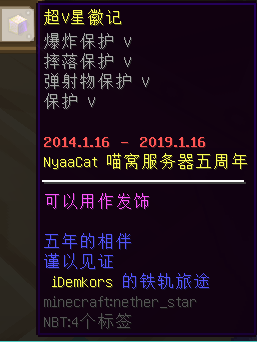 超V星徽记
爆炸保护 V
摔落保护 V
弹射物保护 V
保护 V
2014.1.16 - 2019.1.16
NyaaCat 喵窝服务器五周年
可以用作发饰
五年的相伴
谨以见证
iDemkors 的铁轨旅途
minecraft:nether_star
NBT:4个标签